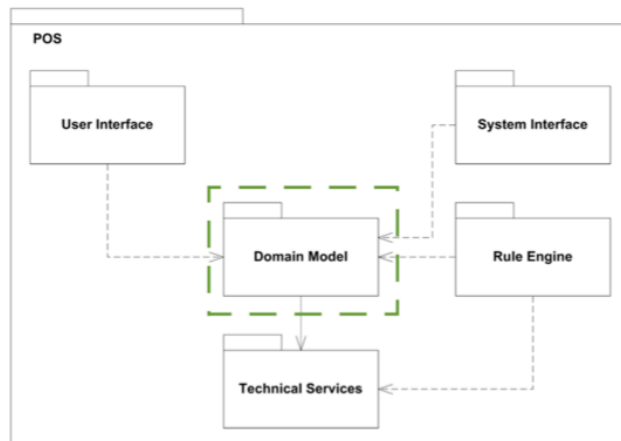 POS
User Interface
System Interface
Domain Model
Rule Engine
Technical Services